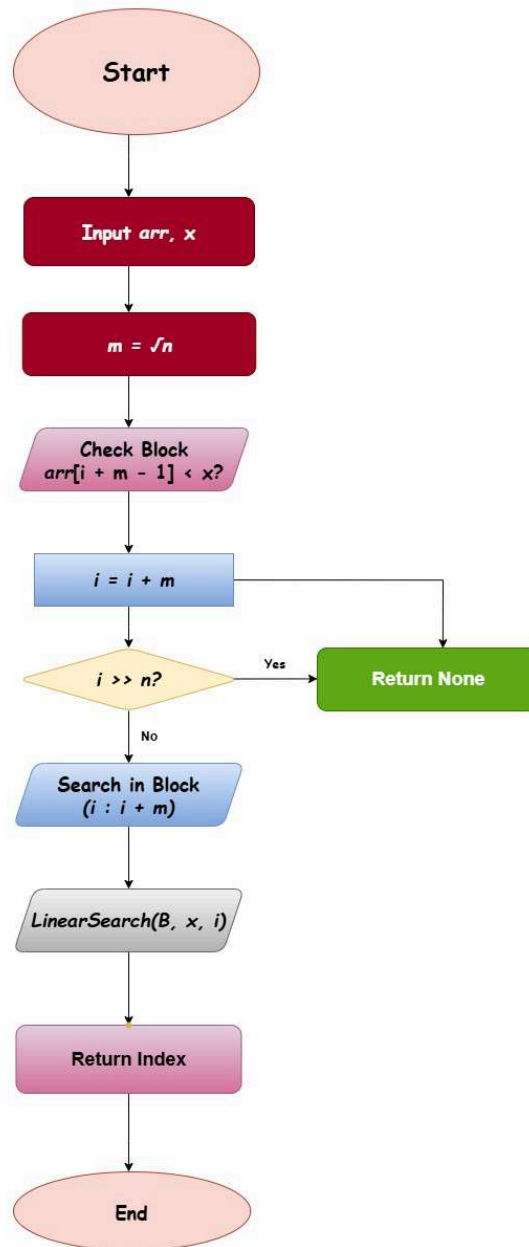 Start
Input arr, x
m = √n
Check Block
arr[i + m - 1] < x?
i = i + m
i >> n?
Yes
Return None
No
Search in Block
(i : i + m)
LinearSearch(B, x, i)
Return Index
End